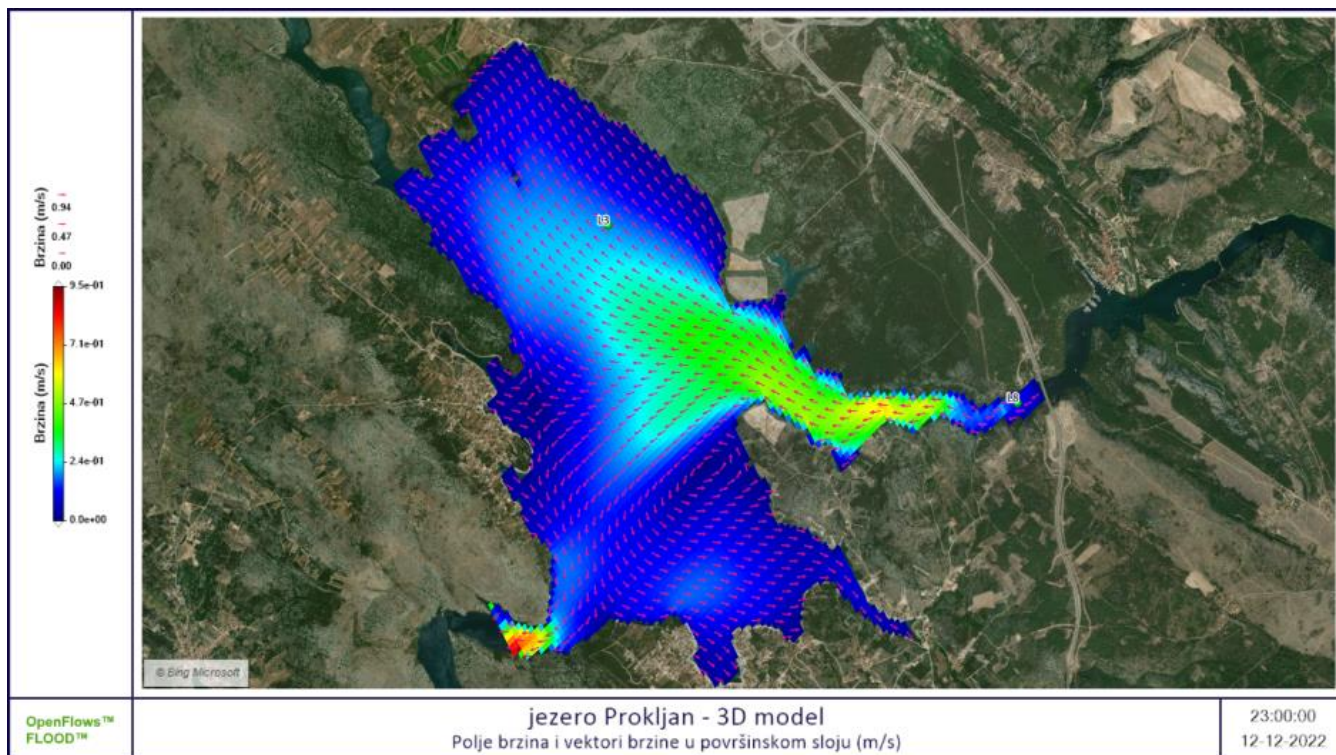 Brzina (m/s)
0.94
0.47
0.00
Brzina (m/s)
9.5e-01
7.1e-01
4.7e-01
2.4e-01
0.0e+00
L3
L8
© Bing Microsoft
OpenFlows™
FLOOD™
jezero Prokljan - 3D model
Polje brzina i vektori brzine u površinskom sloju (m/s)
23:00:00
12-12-2022